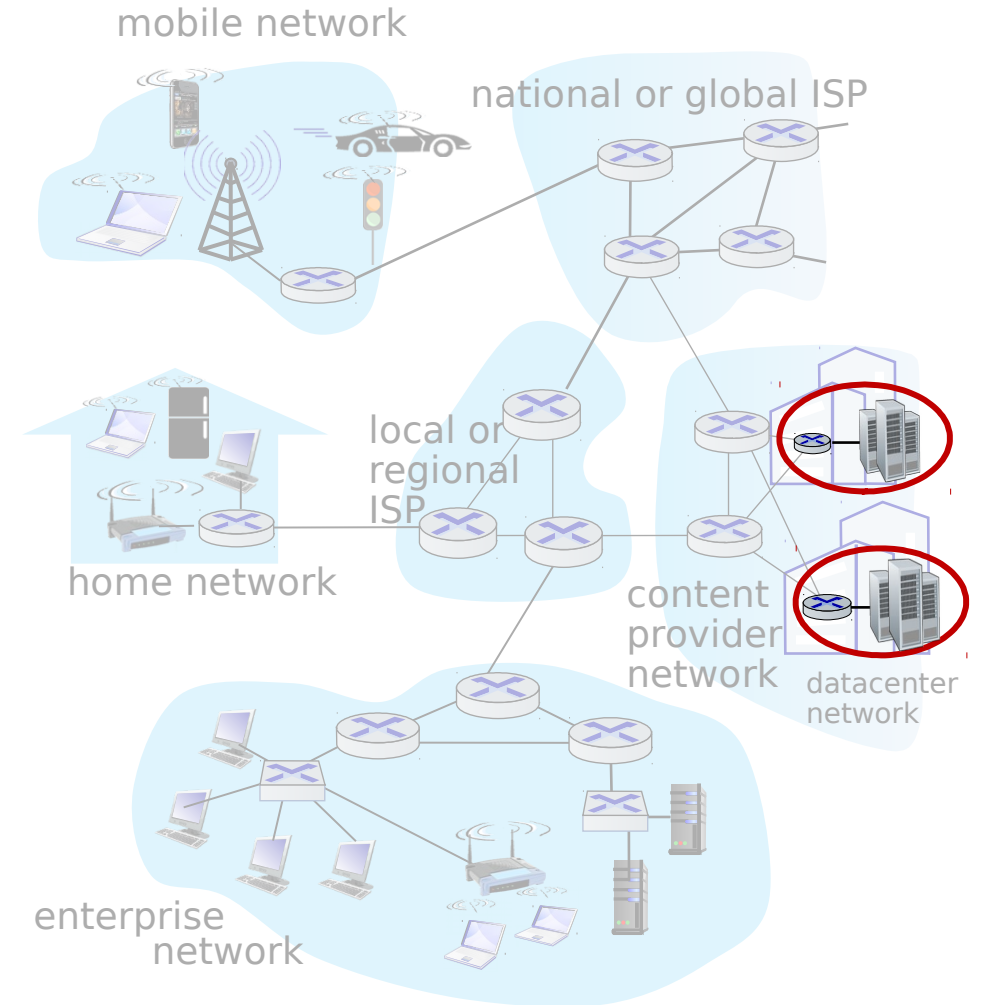 mobile network
national or global ISP
local or
regional
ISP
home network
content
provider
network
datacenter
network
enterprise
network